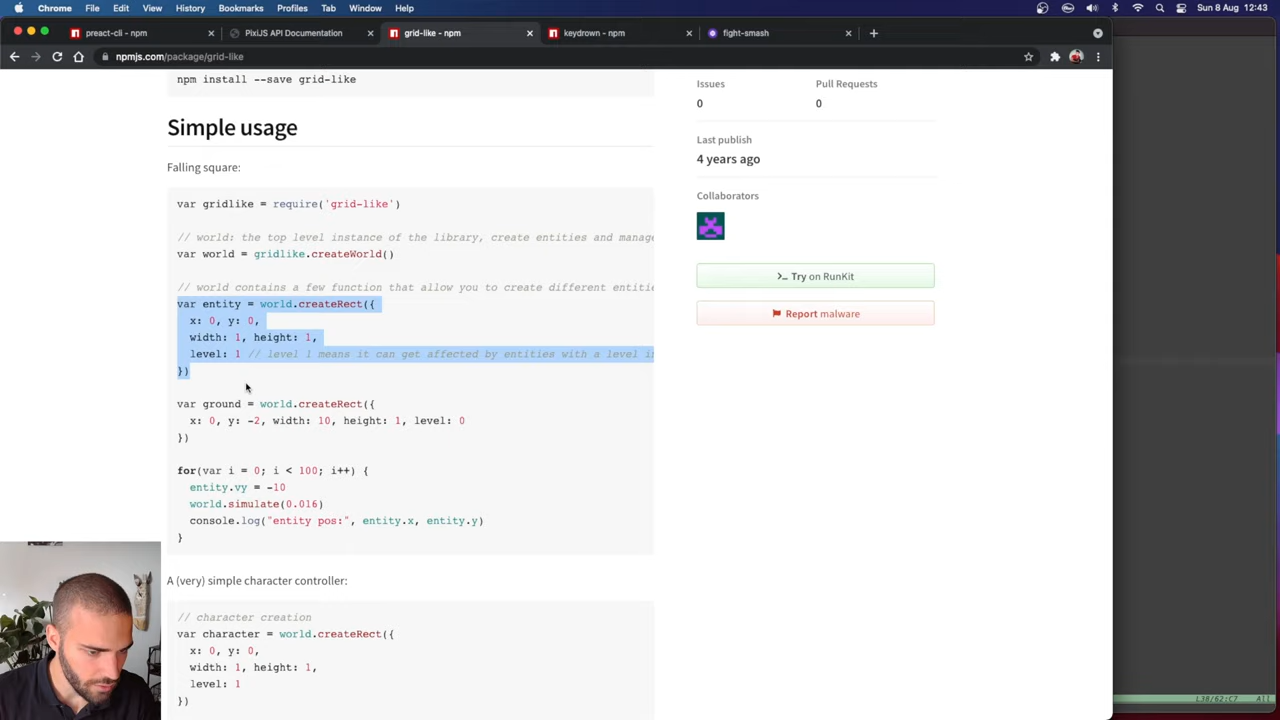 Chrome File Edit View History Bookmarks Profiles Tab Window Help Sun 8 Aug 12:43
preact-cli - npm PixiJS API Documentation grid-like - npm keydrown - npm fight-smash
npmjs.com/package/grid-like
npm install --save grid-like
Simple usage
Falling square:
var gridlike = require('grid-like')
// world: the top level instance of the library, create entities and manage
var world = gridlike.createWorld()
// world contains a few function that allow you to create different entitie
var entity = world.createRect({
x: 0, y: 0,
width: 1, height: 1,
level: 1 // level 1 means it can get affected by entities with a level i
})
var ground = world.createRect({
x: 0, y: -2, width: 10, height: 1, level: 0
})
for(var i = 0; i < 100; i++) {
entity.vy = -10
world.simulate(0.016)
console.log("entity pos:", entity.x, entity.y)
}
A (very) simple character controller:
// character creation
var character = world.createRect({
x: 0, y: 0,
width: 1, height: 1,
level: 1
})
Issues Pull Requests
0 0
Last publish
4 years ago
Collaborators
Try on RunKit
Report malware
L38/62:C7 All